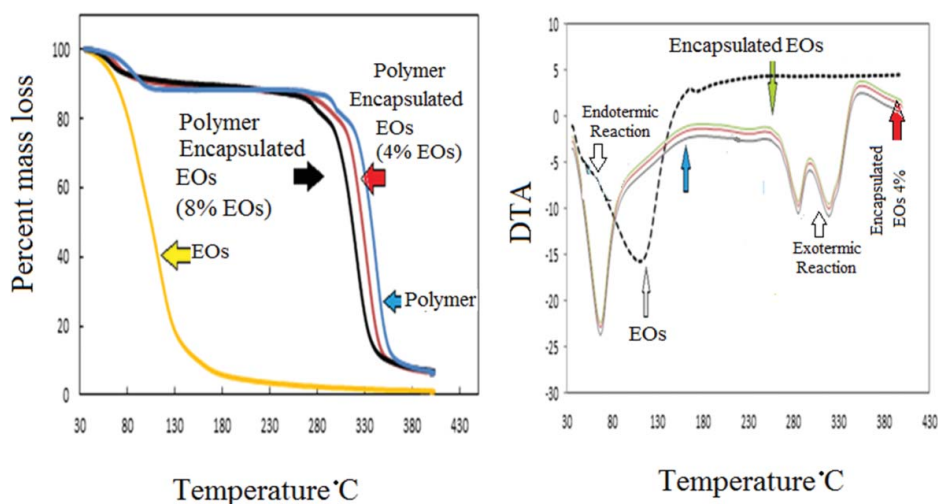 Percent mass loss
100
80
60
40
20
0
30
80
130
180
230
280
330
380
430
Temperature°C
Polymer
Encapsulated
EOs
(8% EOs)
Polymer
Encapsulated
EOs
(4% EOs)
EOs
Polymer
DTA
10
5
0
-5
-10
-15
-20
-25
-30
30
80
130
180
230
280
330
380
430
Temperature°C
Encapsulated EOs
Endotermic
Reaction
EOs
Exotermic
Reaction
Encapsulated
EOs 4%